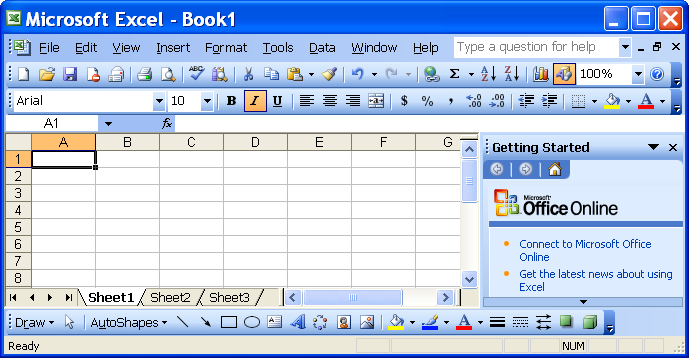 Microsoft Excel - Book1
File Edit View Insert Format Tools Data Window Help Type a question for help
Σ A Z Z A 100% ?
Arial 10 B I U a $ % , .00 .00 A
A1 fx
A B C D E F G
Getting Started
1
2
3
4
5
6
7
8
Microsoft
Office Online
Connect to Microsoft Office
Online
Get the latest news about using
Excel
Sheet1 Sheet2 Sheet3
Draw AutoShapes A A
Ready NUM